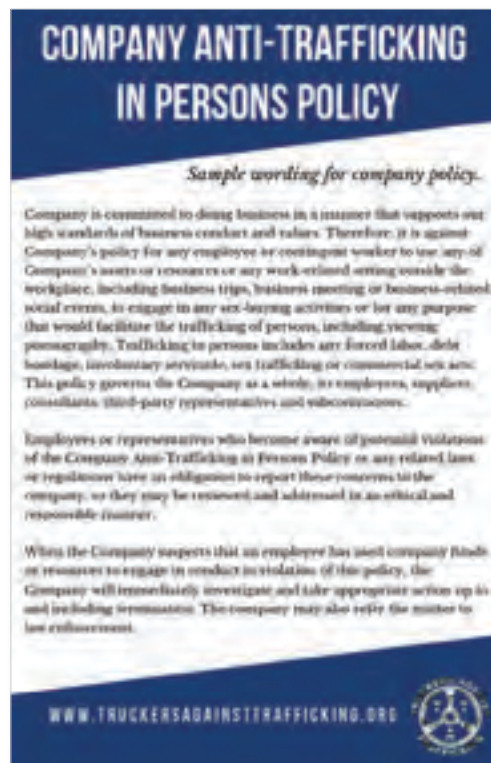 COMPANY ANTI-TRAFFICKING
IN PERSONS POLICY
Sample wording for company policy.
Company is committed to doing business in a manner that supports our
high standards of business conduct and values. Therefore, it is against
Company's policy for any employee or contingent worker to use any of
Company's assets or resources or any work-related setting outside the
workplace, including business trips, business meeting or business-related
social events, to engage in any sex-buying activities or for any purpose
that would facilitate the trafficking of persons, including viewing
pornography. Trafficking in persons includes any forced labor, debt
bondage, involuntary servitude, sex trafficking or commercial sex acts.
This policy governs the Company as a whole, its employees, suppliers,
consultants, third-party representatives and subcontractors.
Employees or representatives who become aware of potential violations
of the Company Anti-Trafficking in Persons Policy or any related laws
or regulations have an obligation to report these concerns to the
company, so they may be reviewed and addressed in an ethical and
responsible manner.
When the Company suspects that an employee has used company funds
or resources to engage in conduct in violation of this policy, the
Company will immediately investigate and take appropriate action up to
and including termination. The company may also refer the matter to
law enforcement.
WWW.TRUCKERSAGAINSTTRAFFICKING.ORG